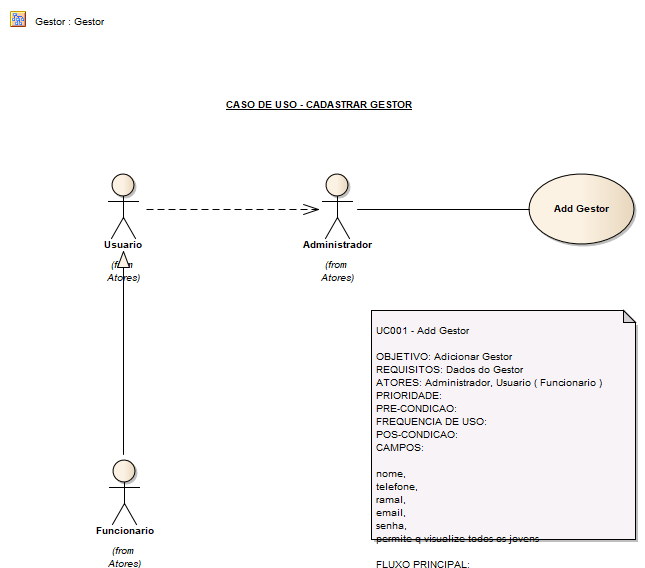 Gestor : Gestor
CASO DE USO - CADASTRAR GESTOR
Usuario
(from
Atores)
Administrador
(from
Atores)
Add Gestor
UC001 - Add Gestor
OBJETIVO: Adicionar Gestor
REQUISITOS: Dados do Gestor
ATORES: Administrador, Usuario ( Funcionario )
PRIORIDADE:
PRE-CONDICAO:
FREQUENCIA DE USO:
POS-CONDICAO:
CAMPOS:
nome,
telefone,
ramal,
email,
senha,
permite q visualize todos os jovens
FLUXO PRINCIPAL:
Funcionario
(from
Atores)